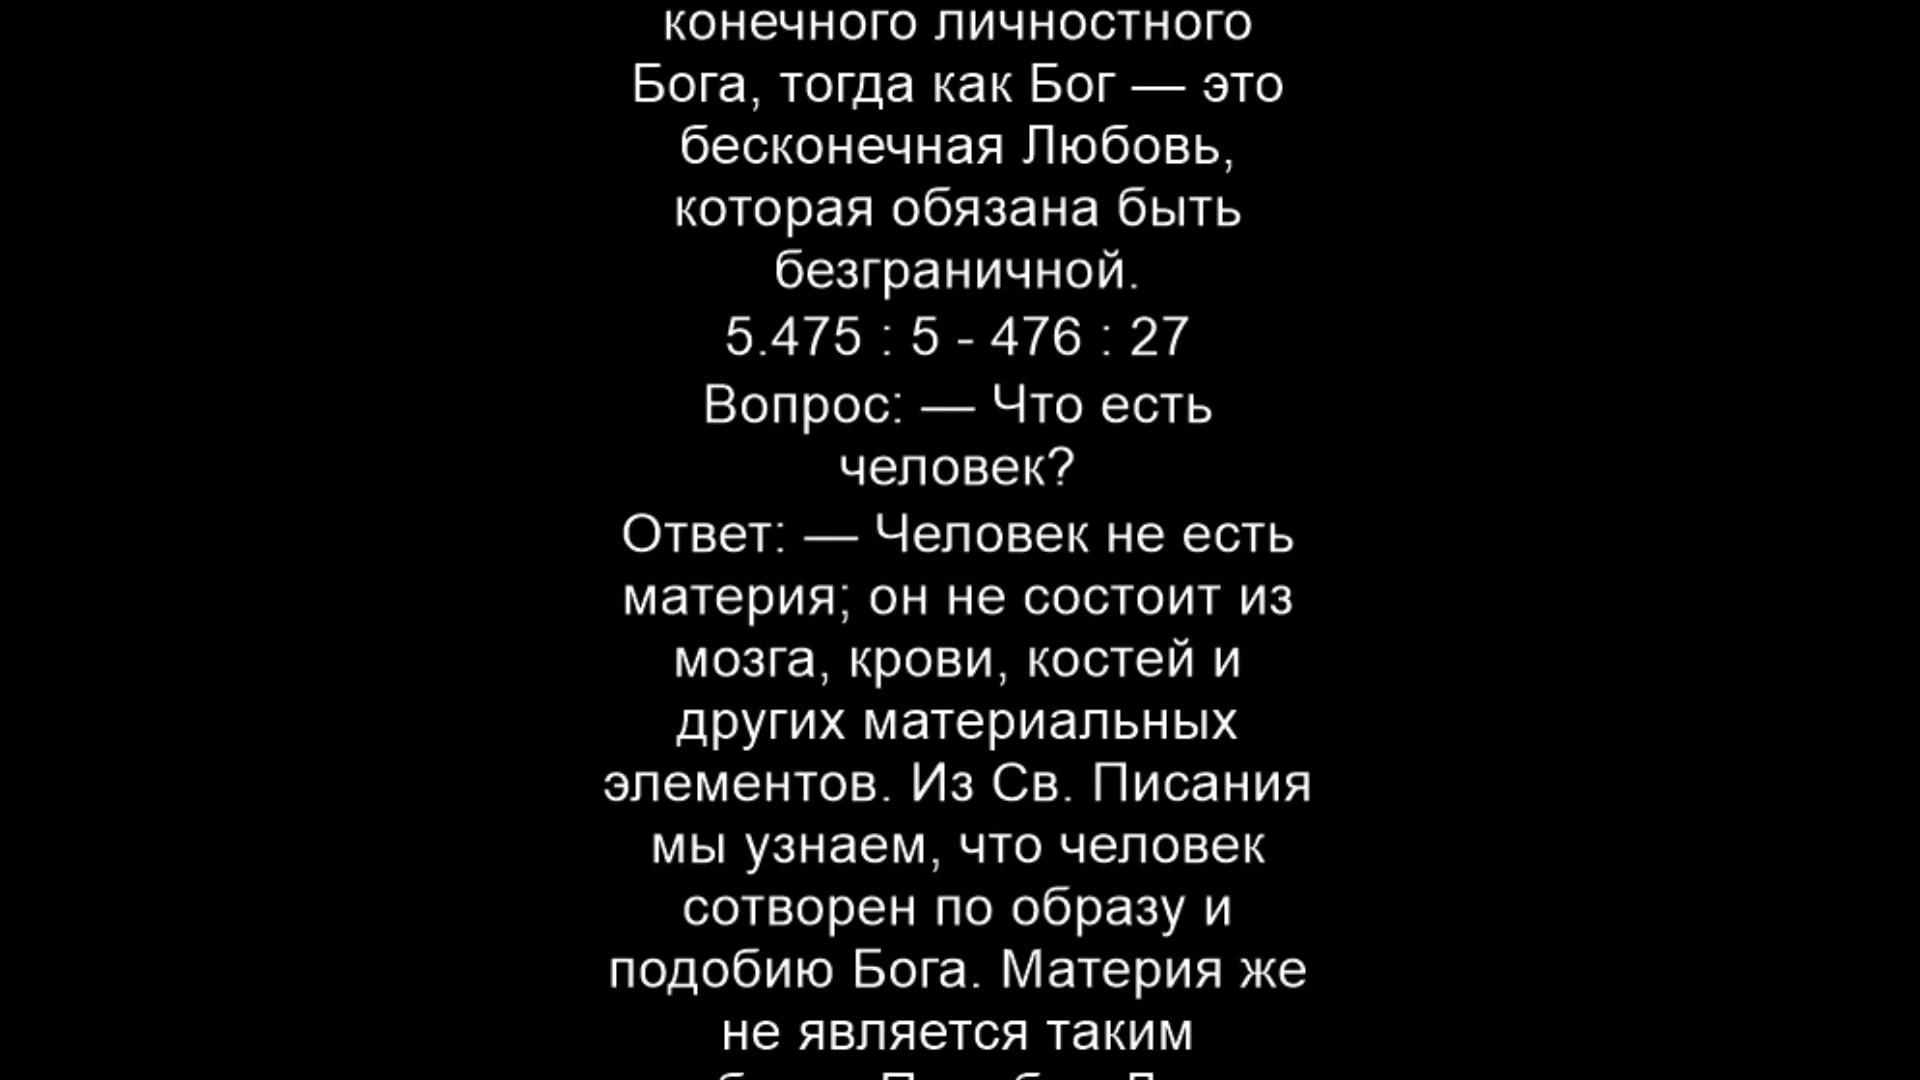 конечного личностного
Бога, тогда как Бог — это
бесконечная Любовь,
которая обязана быть
безграничной.
5.475 : 5 - 476 : 27
Вопрос: — Что есть
человек?
Ответ: — Человек не есть
материя; он не состоит из
мозга, крови, костей и
других материальных
элементов. Из Св. Писания
мы узнаем, что человек
сотворен по образу и
подобию Бога. Материя же
не является таким